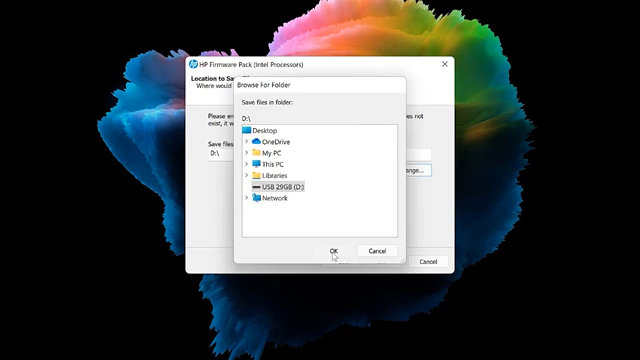 HP Firmware Pack (Intel Processors)
Location to Sa
Where would
Browse For Folder
Save files in folder:
D:\
Desktop
OneDrive
My PC
This PC
Libraries
USB 29GB (D:)
Network
OK
Cancel
Please en
oes not
exist, it w
Save files
D:\
ange...
Cancel